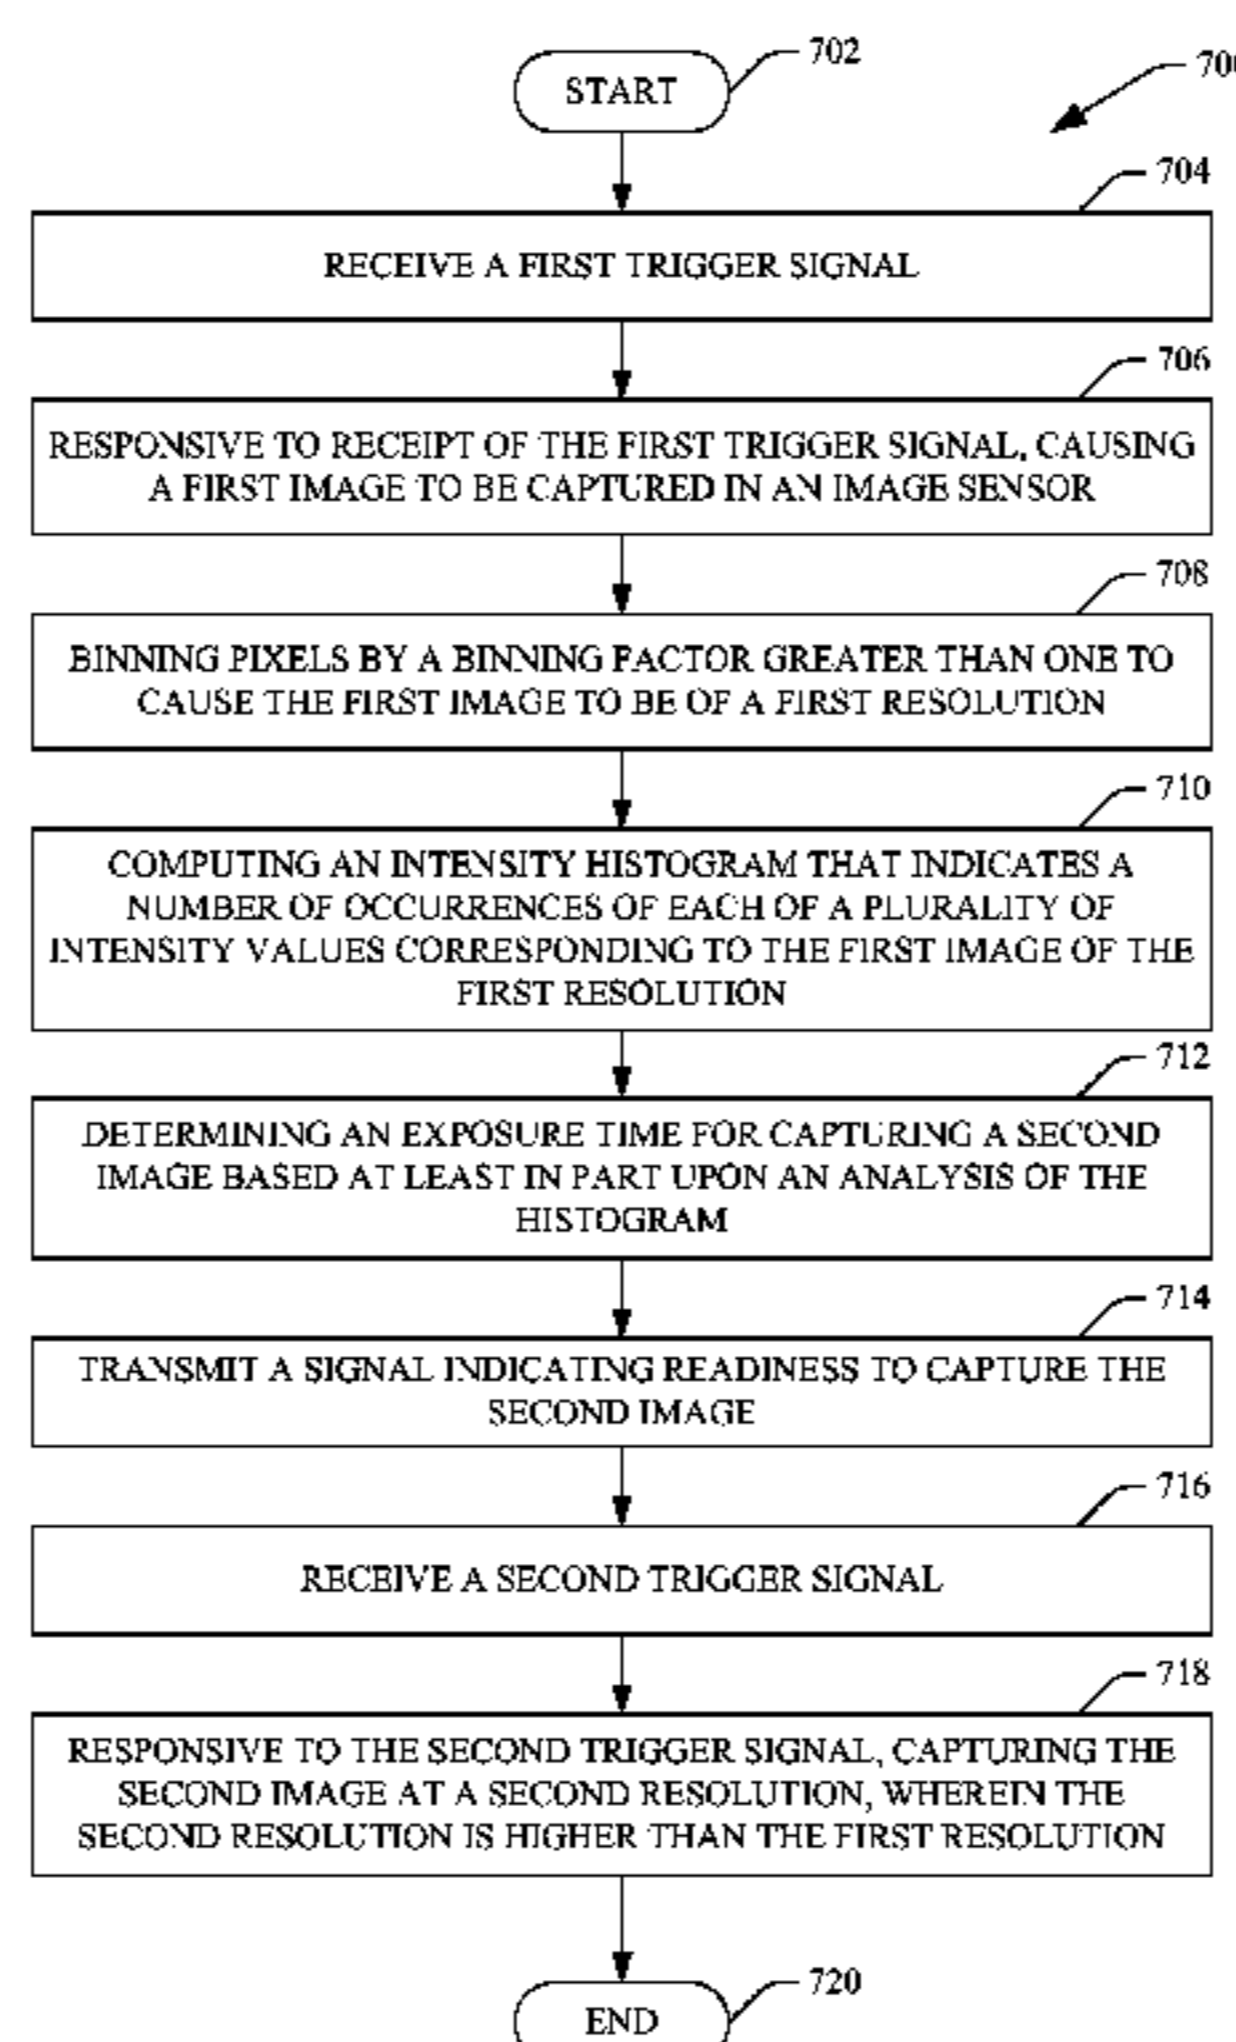 702
START
700
704
RECEIVE A FIRST TRIGGER SIGNAL
706
RESPONSIVE TO RECEIPT OF THE FIRST TRIGGER SIGNAL, CAUSING
A FIRST IMAGE TO BE CAPTURED IN AN IMAGE SENSOR
708
BINNING PIXELS BY A BINNING FACTOR GREATER THAN ONE TO
CAUSE THE FIRST IMAGE TO BE OF A FIRST RESOLUTION
710
COMPUTING AN INTENSITY HISTOGRAM THAT INDICATES A
NUMBER OF OCCURRENCES OF EACH OF A PLURALITY OF
INTENSITY VALUES CORRESPONDING TO THE FIRST IMAGE OF THE
FIRST RESOLUTION
712
DETERMINING AN EXPOSURE TIME FOR CAPTURING A SECOND
IMAGE BASED AT LEAST IN PART UPON AN ANALYSIS OF THE
HISTOGRAM
714
TRANSMIT A SIGNAL INDICATING READINESS TO CAPTURE THE
SECOND IMAGE
716
RECEIVE A SECOND TRIGGER SIGNAL
718
RESPONSIVE TO THE SECOND TRIGGER SIGNAL, CAPTURING THE
SECOND IMAGE AT A SECOND RESOLUTION, WHEREIN THE
SECOND RESOLUTION IS HIGHER THAN THE FIRST RESOLUTION
720
END